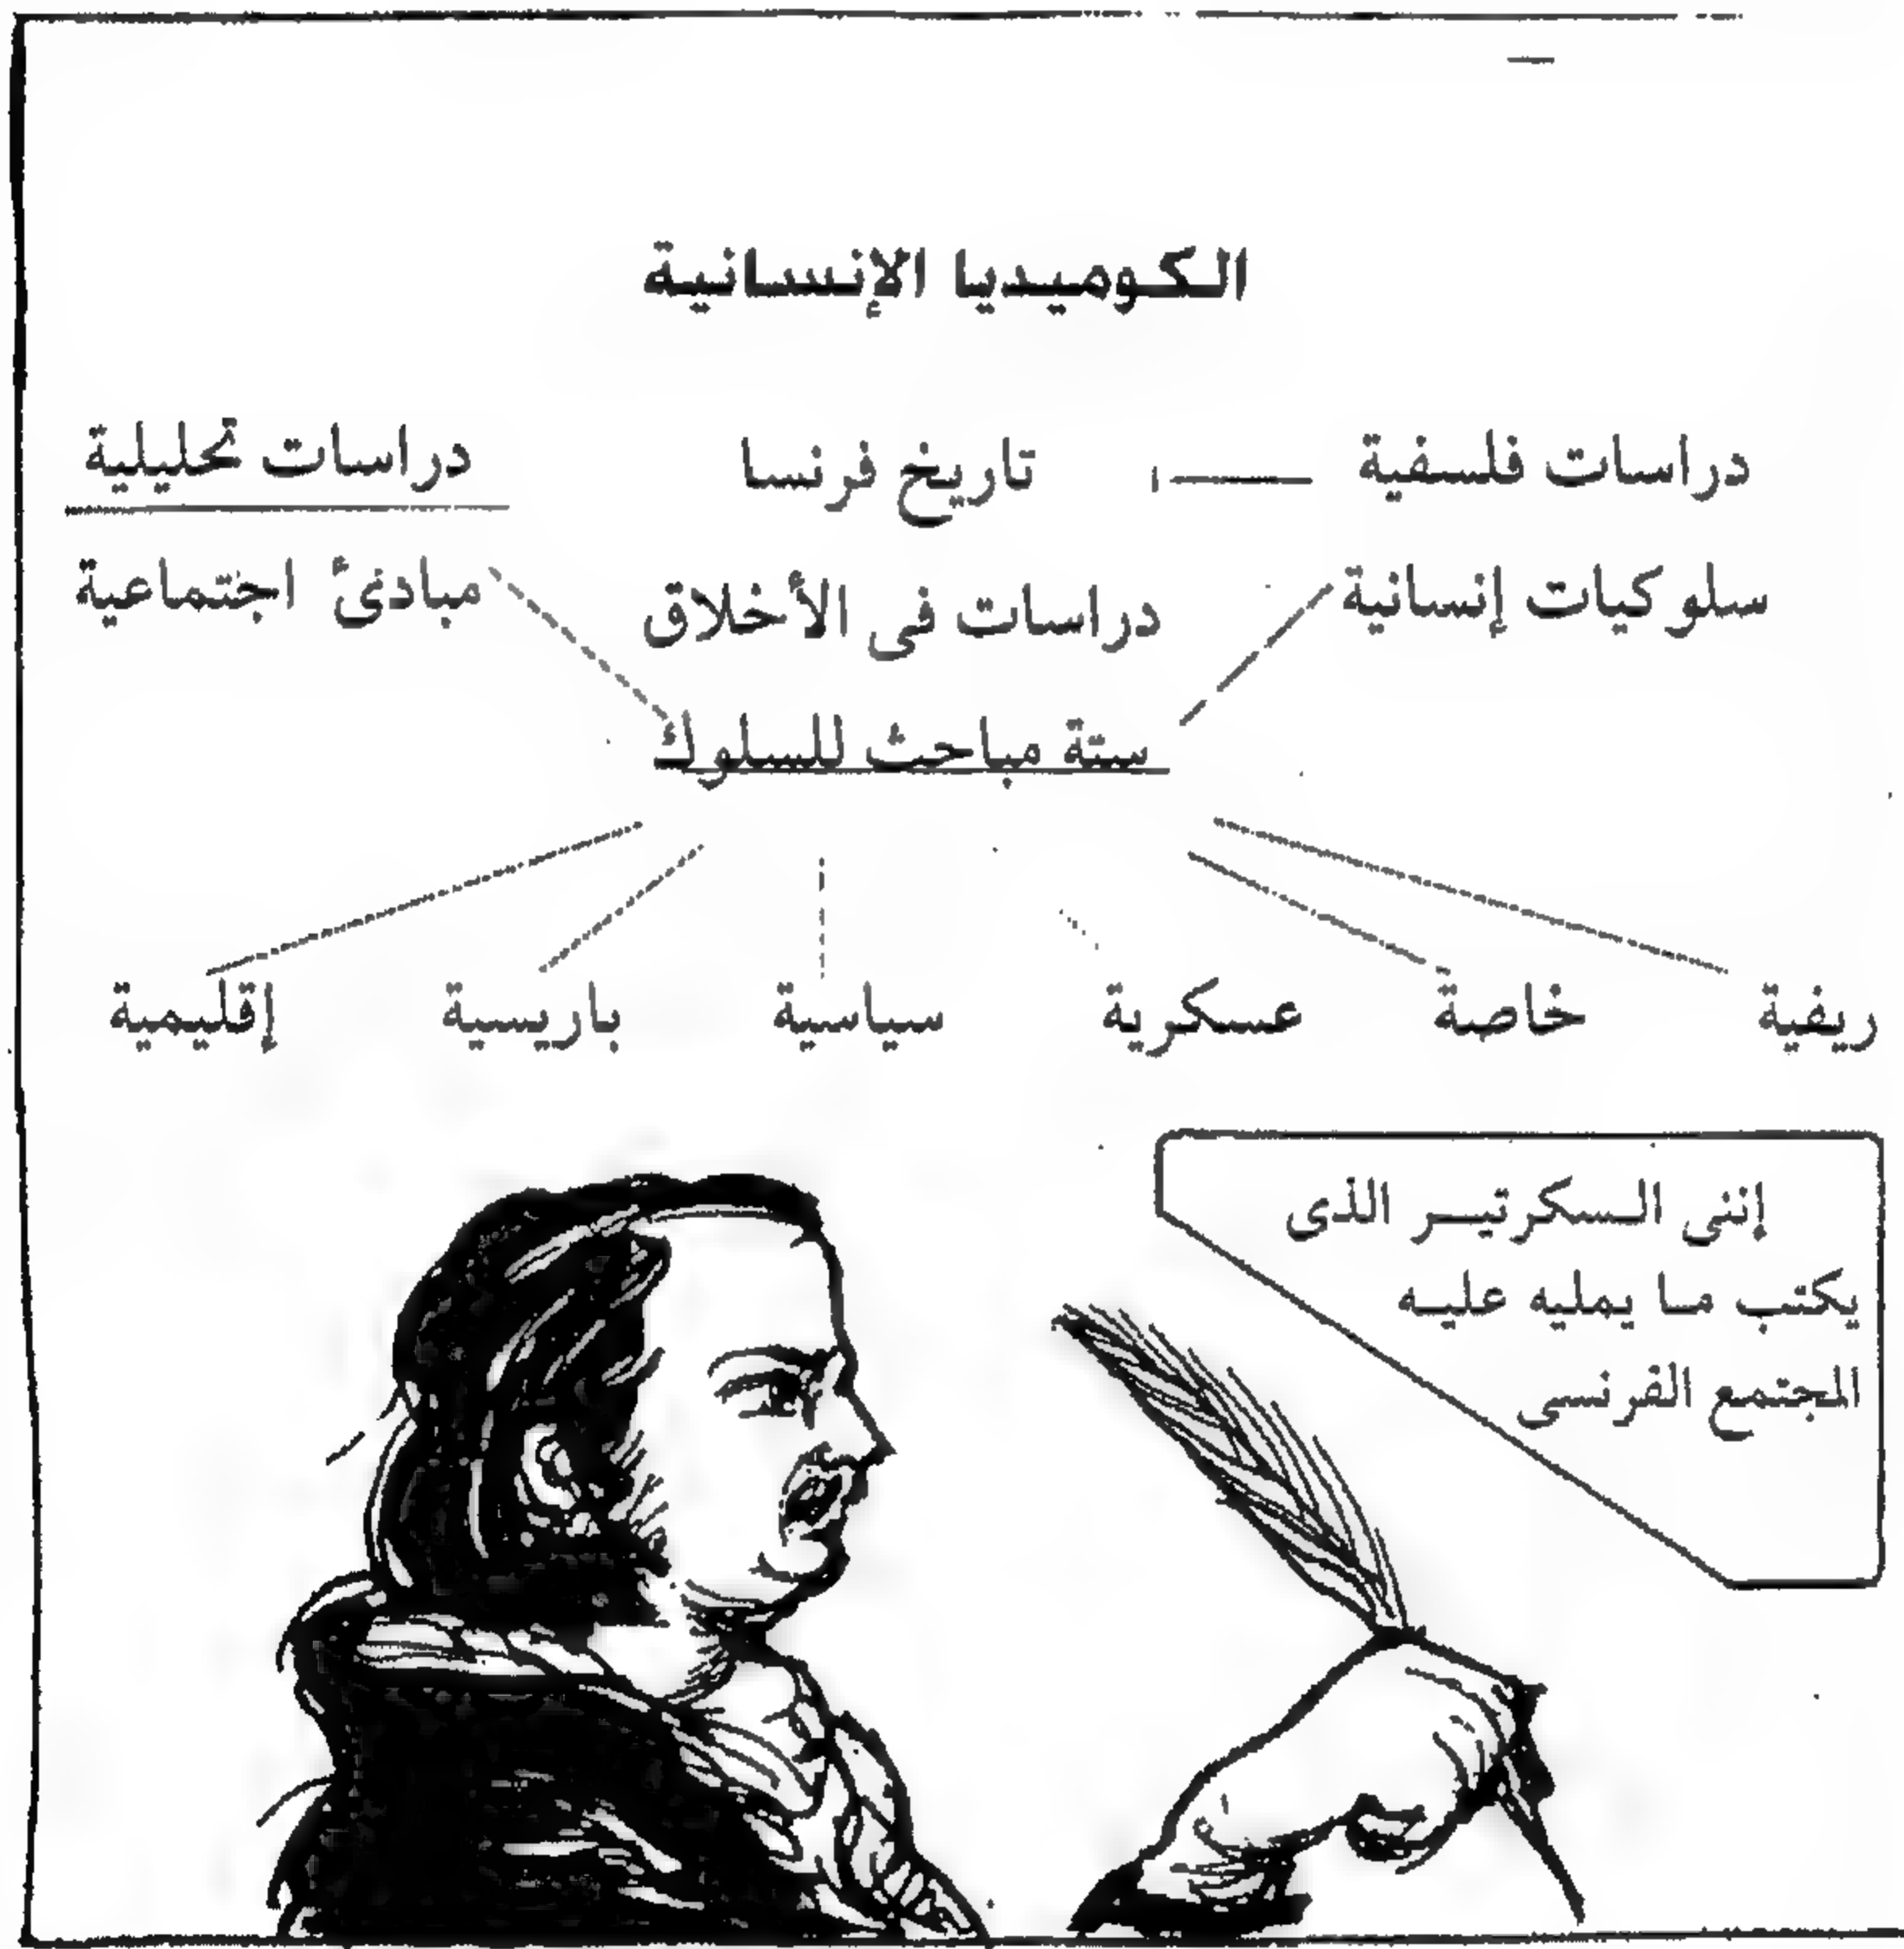 الكوميديا الإنسانية
دراسات فلسفية
تاريخ فرنسا
دراسات تحليلية
سلوكيات إنسانية
دراسات فى الأخلاق
مبادئ اجتماعية
ستة مباحث للسلوك
ريفية
خاصة
عسكرية
سياسية
باريسية
إقليمية
إننى السكرتير الذى
يكتب ما يمليه عليه
المجتمع الفرنسى